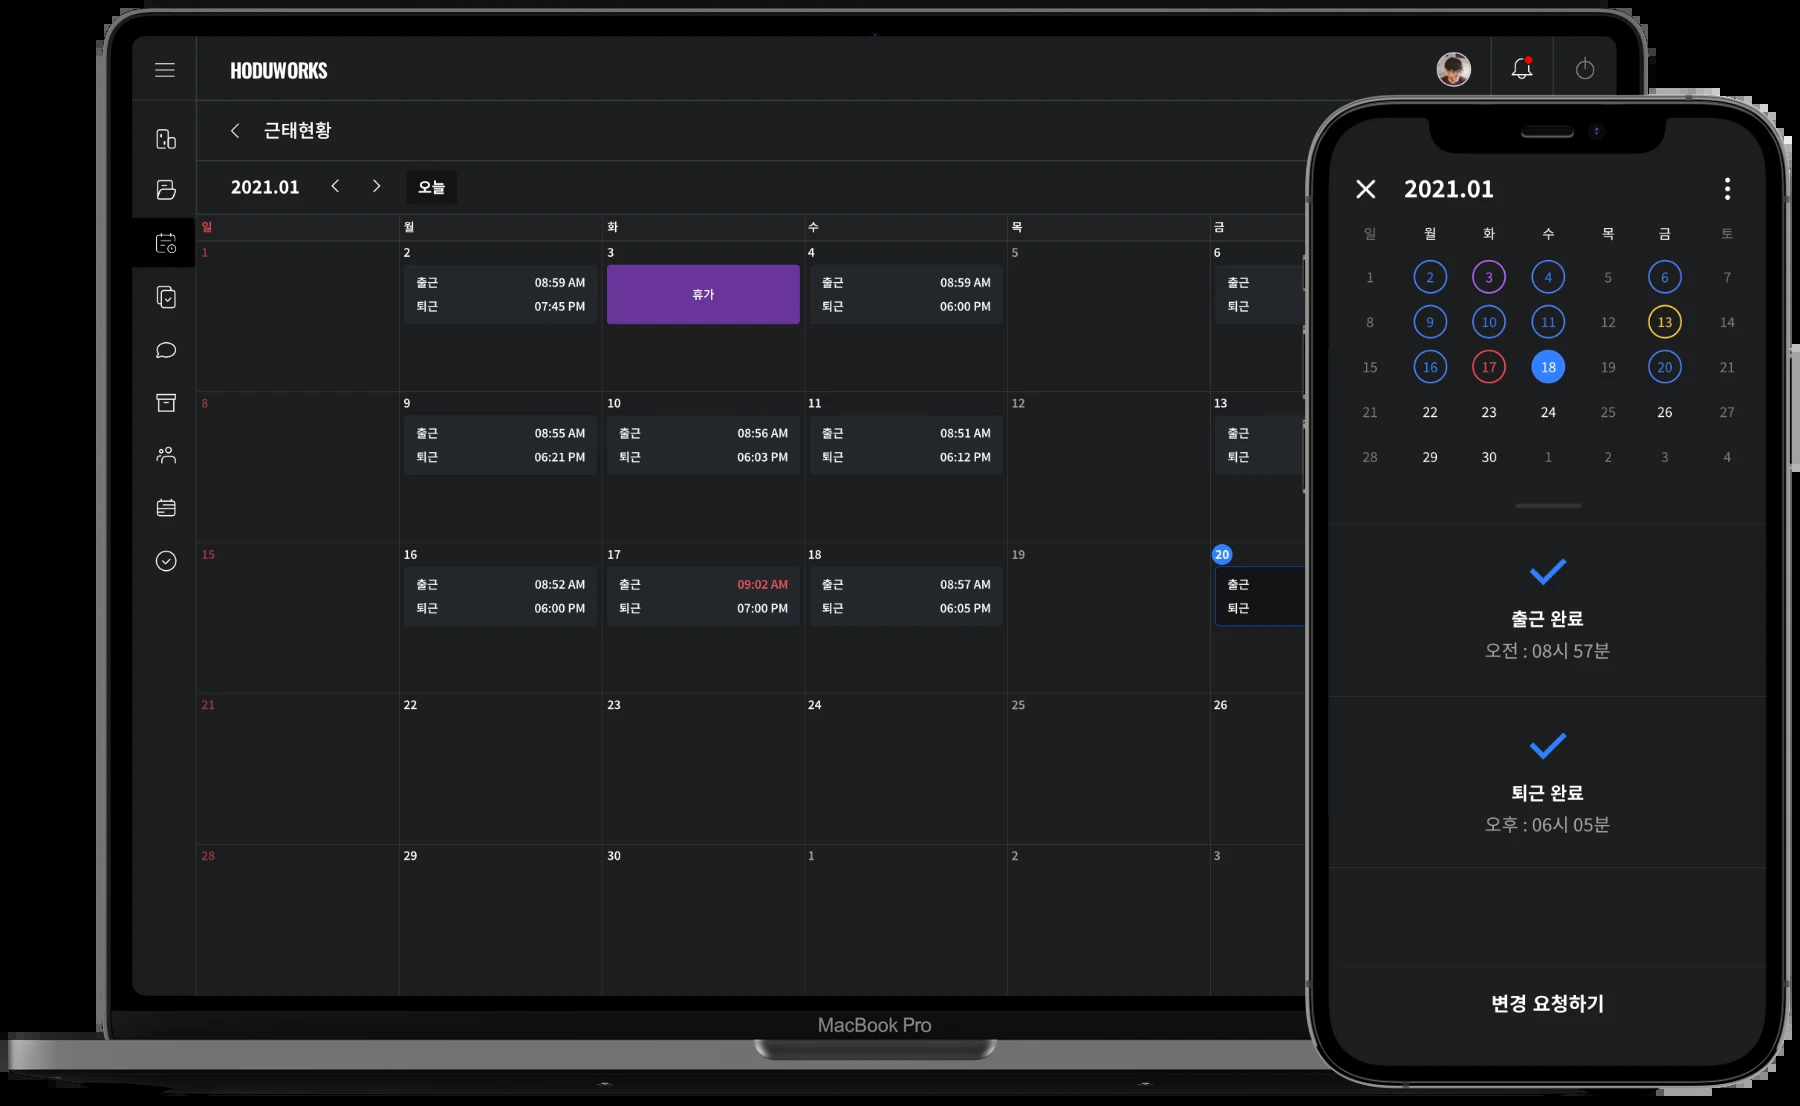 HODUWORKS
근태현황
2021.01 오늘
일 월 화 수 목 금
1 2 3 4 5 6
출근 08:59 AM 휴가 출근 08:59 AM 출근
퇴근 07:45 PM 퇴근 06:00 PM 퇴근
8 9 10 11 12 13
출근 08:55 AM 출근 08:56 AM 출근 08:51 AM 출근
퇴근 06:21 PM 퇴근 06:03 PM 퇴근 06:12 PM 퇴근
15 16 17 18 19 20
출근 08:52 AM 출근 09:02 AM 출근 08:57 AM 출근
퇴근 06:00 PM 퇴근 07:00 PM 퇴근 06:05 PM 퇴근
21 22 23 24 25 26
28 29 30 1 2 3
MacBook Pro
2021.01
일 월 화 수 목 금 토
1 2 3 4 5 6 7
8 9 10 11 12 13 14
15 16 17 18 19 20 21
21 22 23 24 25 26 27
28 29 30 1 2 3 4
출근 완료
오전 : 08시 57분
퇴근 완료
오후 : 06시 05분
변경 요청하기